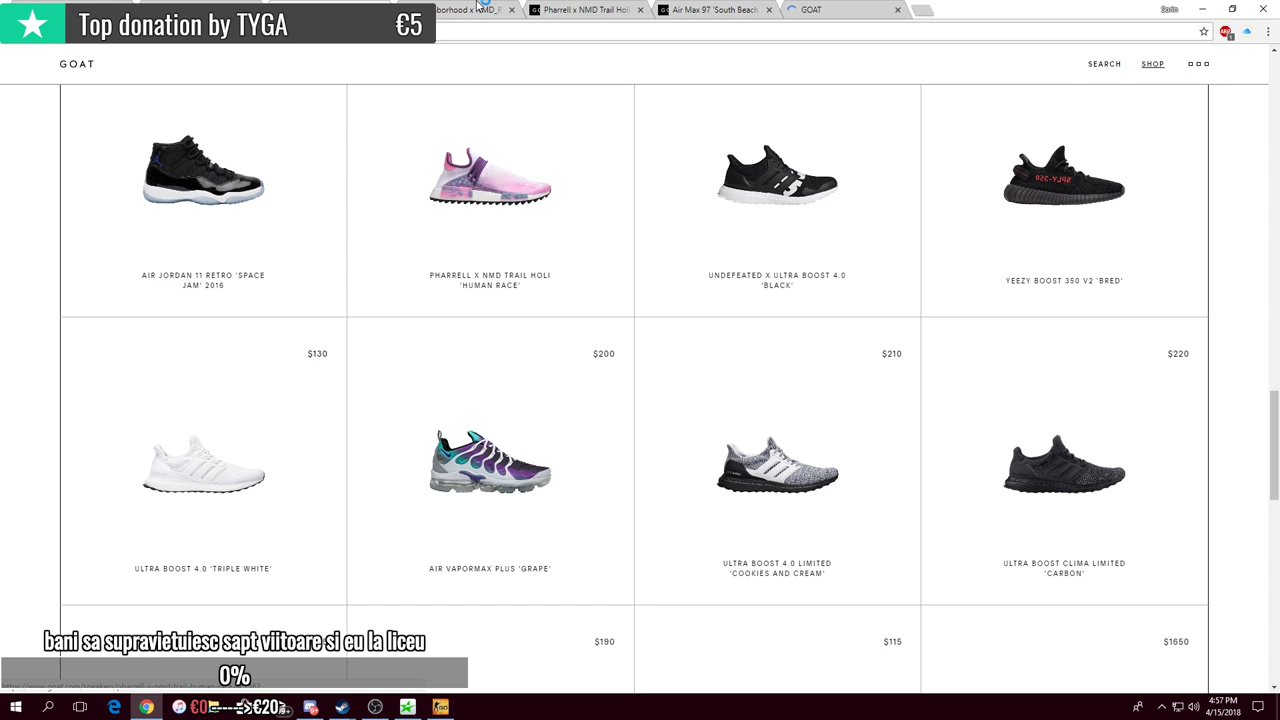 Top donation by TYGA €5
Pharrell x NMD Trail Holi
Air Max 97 'South Beach
GOAT
GOAT
SEARCH
SHOP
AIR JORDAN 11 RETRO 'SPACE
JAM' 2016
PHARRELL X NMD TRAIL HOLI
'HUMAN RACE'
UNDEFEATED X ULTRA BOOST 4.0
'BLACK'
YEEZY BOOST 350 V2 'BRED'
$130
$200
$210
$220
ULTRA BOOST 4.0 'TRIPLE WHITE'
AIR VAPORMAX PLUS 'GRAPE'
ULTRA BOOST 4.0 LIMITED
'COOKIES AND CREAM'
ULTRA BOOST CLIMA LIMITED
'CARBON'
bani sa supravietuiesc sapt viitoare si eu la liceu
$190
$115
$1650
0%
€0 €20
4:57 PM
4/15/2018